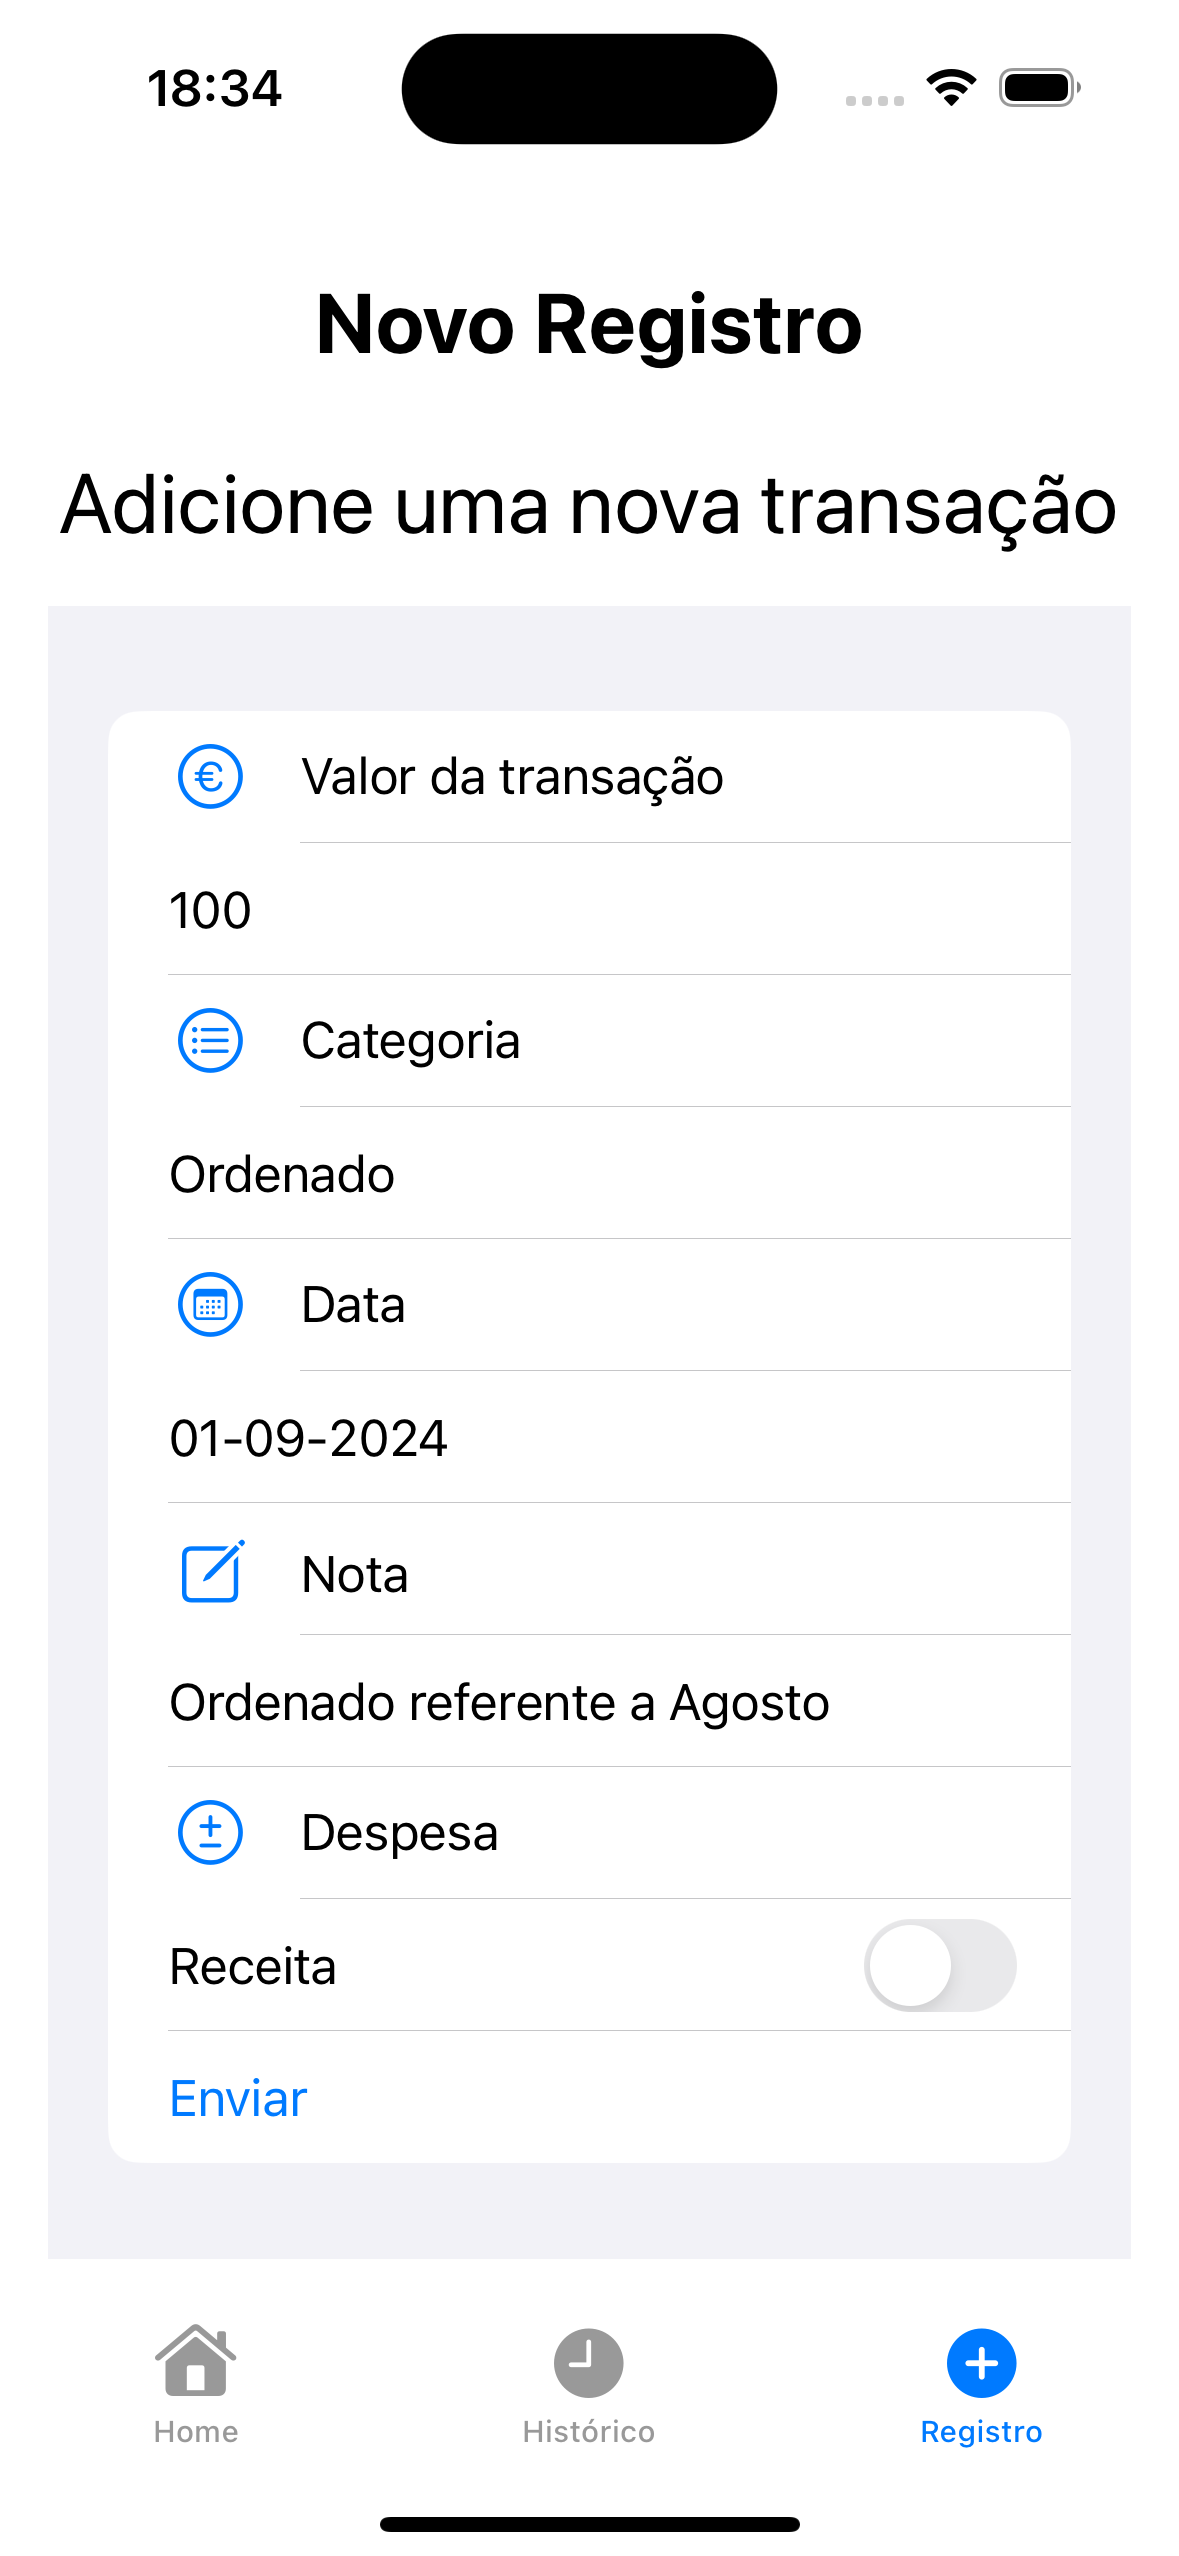 18:34
Novo Registro
Adicione uma nova transação
Valor da transação
100
Categoria
Ordenado
Data
01-09-2024
Nota
Ordenado referente a Agosto
Despesa
Receita
Enviar
Home
Histórico
Registro